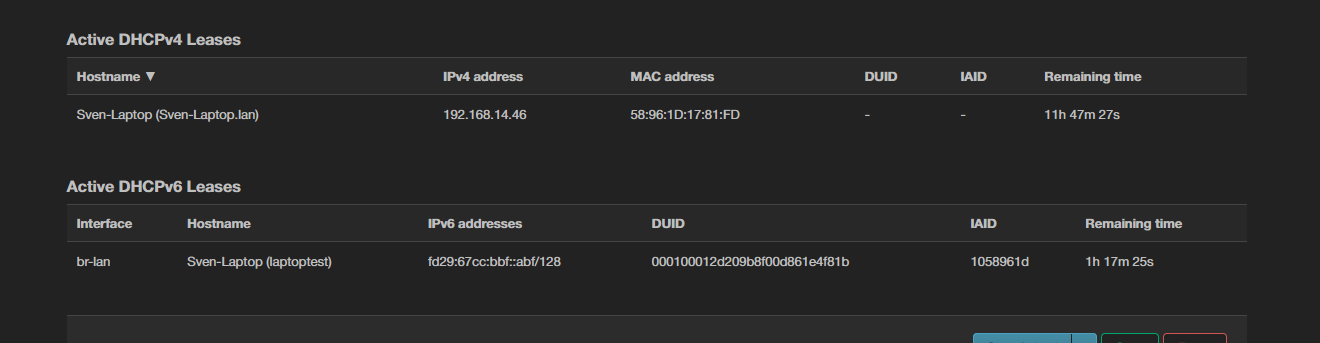 Active DHCPv4 Leases
Hostname ▼ IPv4 address MAC address DUID IAID Remaining time
Sven-Laptop (Sven-Laptop.lan) 192.168.14.46 58:96:1D:17:81:FD - - 11h 47m 27s
Active DHCPv6 Leases
Interface Hostname IPv6 addresses DUID IAID Remaining time
br-lan Sven-Laptop (laptoptest) fd29:67cc:bbf::abf/128 000100012d209b8f00d861e4f81b 1058961d 1h 17m 25s